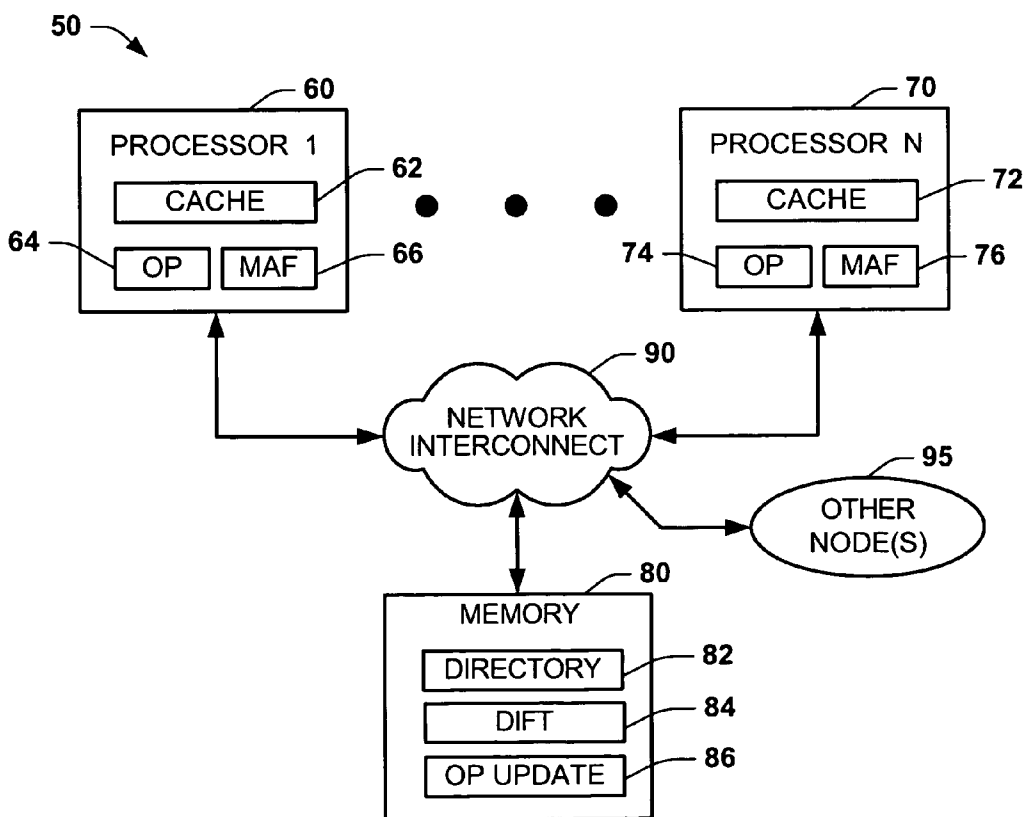 50
60
PROCESSOR 1
62
CACHE
64
OP
MAF
66
70
PROCESSOR N
72
CACHE
74
OP
MAF
76
90
NETWORK
INTERCONNECT
95
OTHER
NODE(S)
80
MEMORY
DIRECTORY
82
DIFT
84
OP UPDATE
86